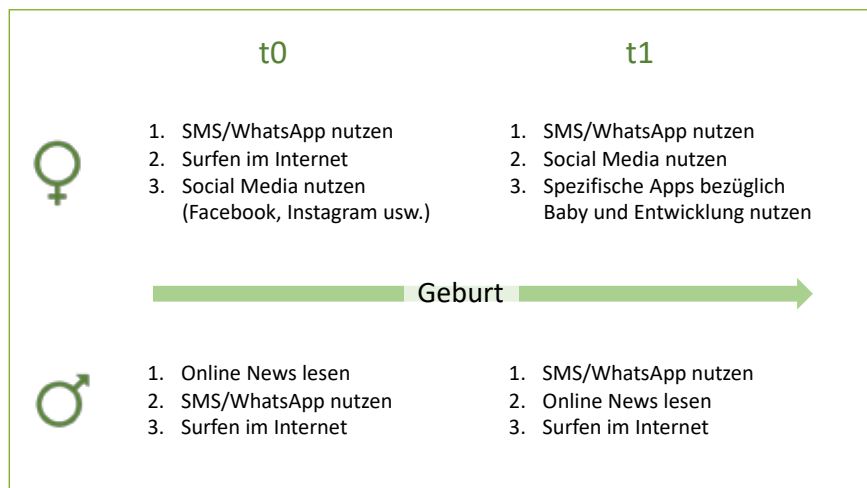 t0
t1
1. SMS/WhatsApp nutzen
2. Surfen im Internet
3. Social Media nutzen
(Facebook, Instagram usw.)
1. SMS/WhatsApp nutzen
2. Social Media nutzen
3. Spezifische Apps bezüglich
Baby und Entwicklung nutzen
Geburt
1. Online News lesen
2. SMS/WhatsApp nutzen
3. Surfen im Internet
1. SMS/WhatsApp nutzen
2. Online News lesen
3. Surfen im Internet